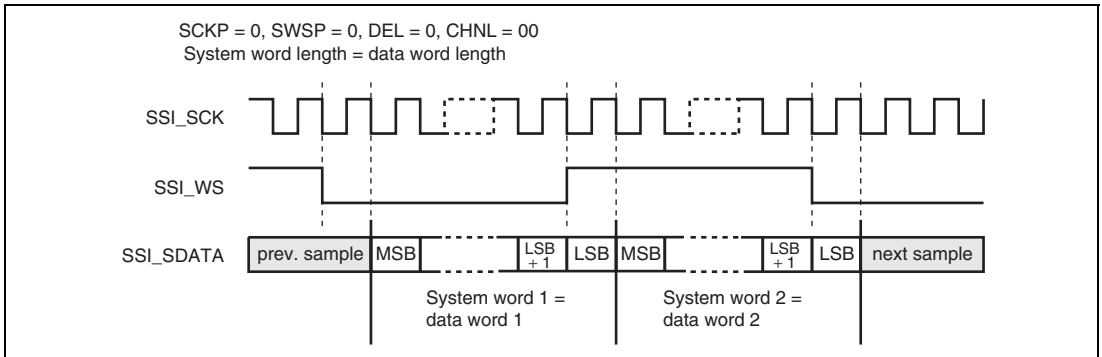 SCKP = 0, SWSP = 0, DEL = 0, CHNL = 00
System word length = data word length
SSI_SCK
SSI_WS
SSI_SDATA
prev. sample
MSB
LSB
+ 1
LSB
MSB
LSB
+ 1
LSB
next sample
System word 1 =
data word 1
System word 2 =
data word 2